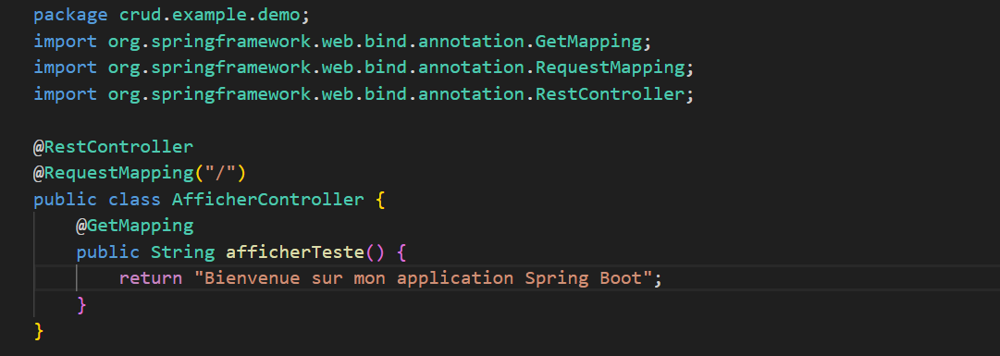 package crud.example.demo;
import org.springframework.web.bind.annotation.GetMapping;
import org.springframework.web.bind.annotation.RequestMapping;
import org.springframework.web.bind.annotation.RestController;

@RestController
@RequestMapping("/")
public class AfficherController {
    @GetMapping
    public String afficherTeste() {
        return "Bienvenue sur mon application Spring Boot";
    }
}